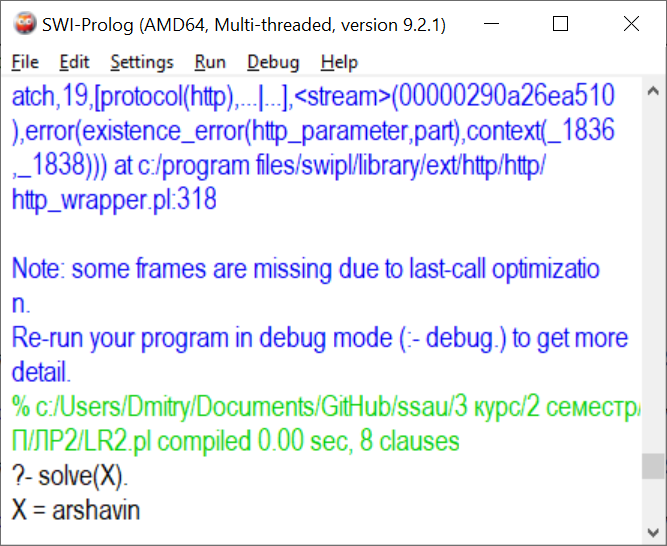 SWI-Prolog (AMD64, Multi-threaded, version 9.2.1)
File Edit Settings Run Debug Help
atch,19,[protocol(http),...|...],<stream>(00000290a26ea510
),error(existence_error(http_parameter,part),context(_1836
,_1838))) at c:/program files/swipl/library/ext/http/http/
http_wrapper.pl:318
Note: some frames are missing due to last-call optimizatio
n.
Re-run your program in debug mode (:- debug.) to get more
detail.
% c:/Users/Dmitry/Documents/GitHub/ssau/3 курс/2 семестр/
П/ЛР2/LR2.pl compiled 0.00 sec, 8 clauses
?- solve(X).
X = arshavin